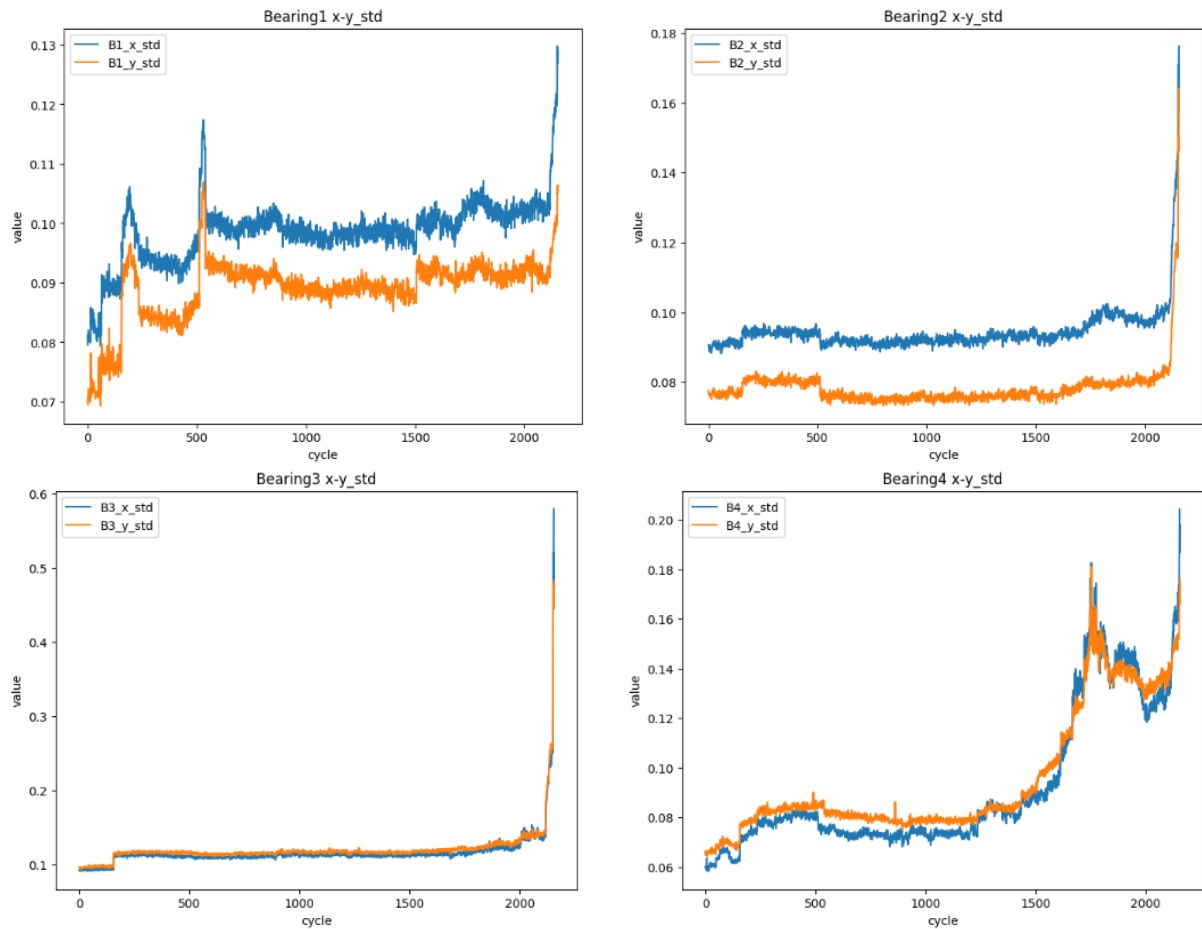 Bearing1 x-y_std
B1_x_std
B1_y_std
0.13
0.12
0.11
0.10
0.09
0.08
0.07
value
0
500
1000
1500
2000
cycle
Bearing2 x-y_std
B2_x_std
B2_y_std
0.18
0.16
0.14
0.12
0.10
0.08
value
0
500
1000
1500
2000
cycle
Bearing3 x-y_std
B3_x_std
B3_y_std
0.6
0.5
0.4
0.3
0.2
0.1
value
0
500
1000
1500
2000
cycle
Bearing4 x-y_std
B4_x_std
B4_y_std
0.20
0.18
0.16
0.14
0.12
0.10
0.08
0.06
value
0
500
1000
1500
2000
cycle